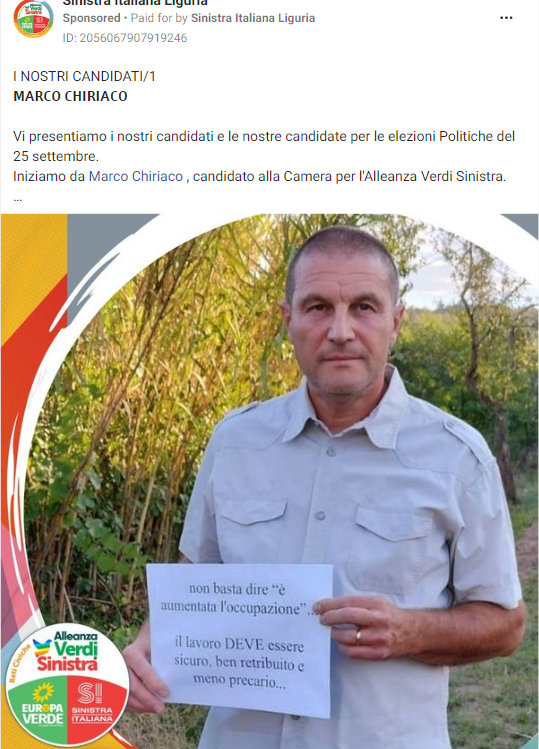 Sinistra Italiana Liguria
Sponsored • Paid for by Sinistra Italiana Liguria
ID: 2056067907919246
I NOSTRI CANDIDATI/1
MARCO CHIRIACO
Vi presentiamo i nostri candidati e le nostre candidate per le elezioni Politiche del
25 settembre.
Iniziamo da Marco Chiriaco , candidato alla Camera per l'Alleanza Verdi Sinistra.
...
non basta dire “è
aumentata l'occupazione”...
il lavoro DEVE essere
sicuro, ben retribuito e
meno precario...
Reti Civiche
Alleanza
Verdi
Sinistra
EUROPA
VERDE
SI
SINISTRA
ITALIANA